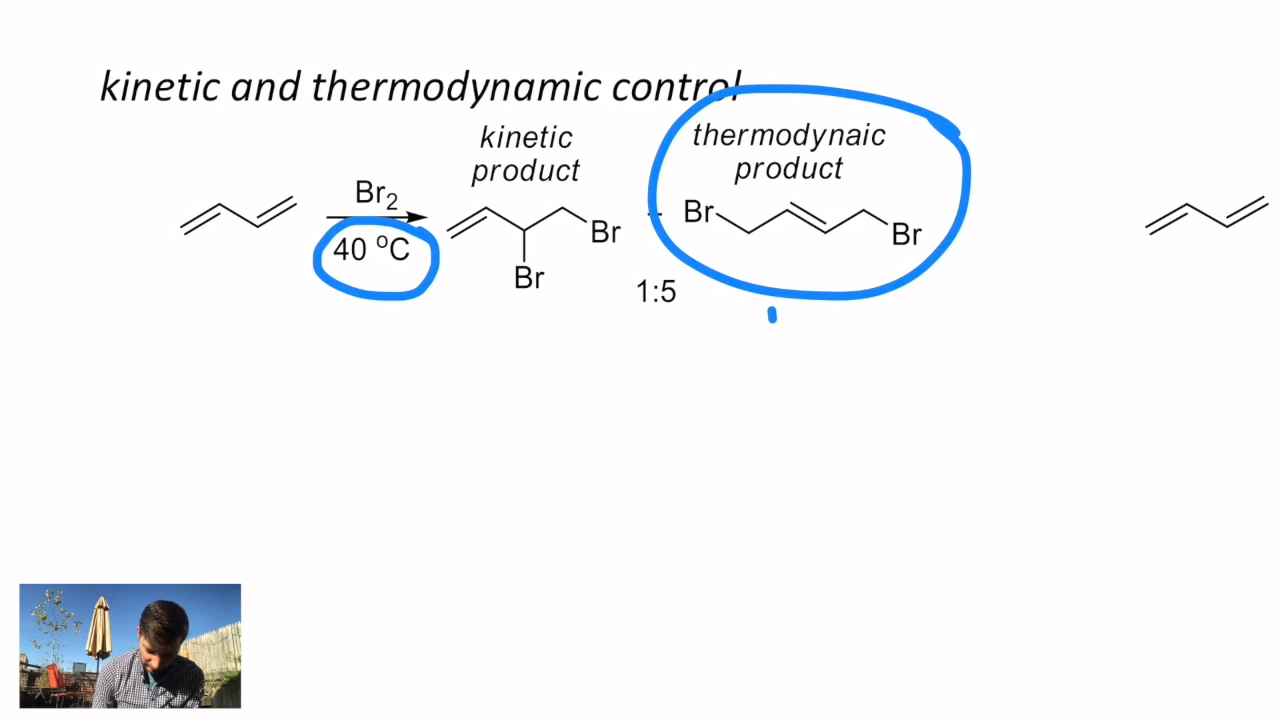 kinetic and thermodynamic control
kinetic
product
thermodynaic
product
Br2
40 oC
Br
Br
Br
Br
1:5